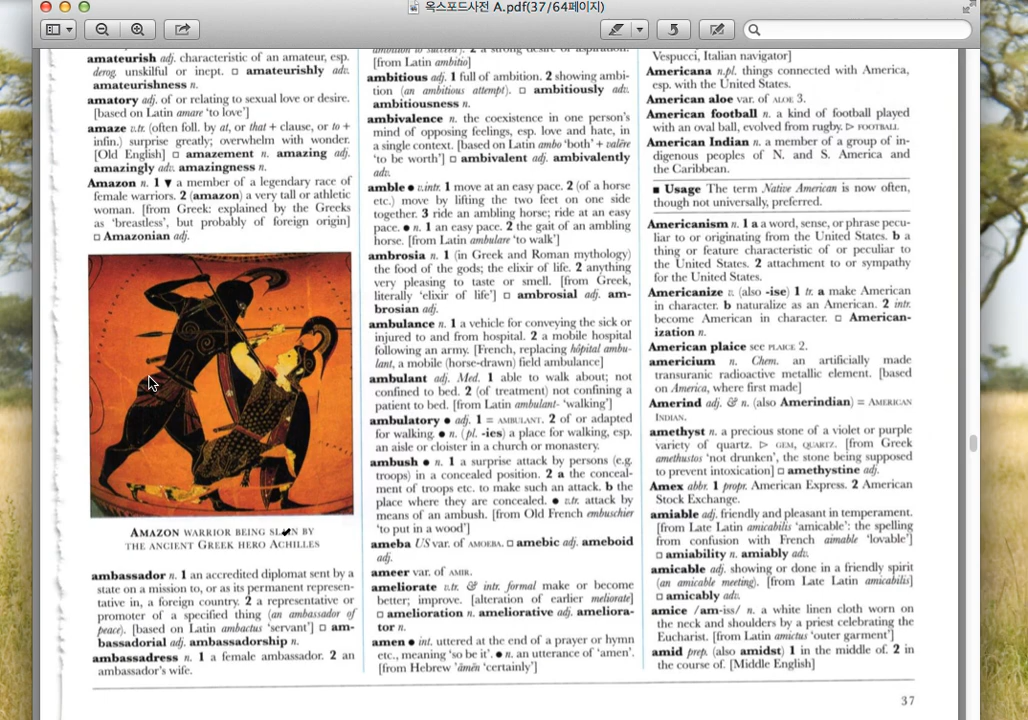 옥스포드사전 A.pdf(37/64페이지)
amateurish adj. characteristic of an amateur, esp.
derog. unskilful or inept. □ amateurishly adv.
amateurishness n.
amatory adj. of or relating to sexual love or desire.
[based on Latin amare 'to love']
amaze v.tr. (often foll. by at, or that + clause, or to +
infin.) surprise greatly; overwhelm with wonder.
[Old English] □ amazement n. amazing adj.
amazingly adv. amazingness n.
Amazon n. 1 ▼ a member of a legendary race of
female warriors. 2 (amazon) a very tall or athletic
woman. [from Greek: explained by the Greeks
as 'breastless', but probably of foreign origin]
□ Amazonian adj.
AMAZON WARRIOR BEING SLAIN BY
THE ANCIENT GREEK HERO ACHILLES
ambassador n. 1 an accredited diplomat sent by a
state on a mission to, or as its permanent represen-
tative in, a foreign country. 2 a representative or
promoter of a specified thing (an ambassador of
peace). [based on Latin ambactus 'servant'] □ am-
bassadorial adj. ambassadorship n.
ambassadress n. 1 a female ambassador. 2 an
ambassador's wife.
ambition to succeed). 2 a strong desire or aspiration.
[from Latin ambitio]
ambitious adj. 1 full of ambition. 2 showing ambi-
tion (an ambitious attempt). □ ambitiously adv.
ambitiousness n.
ambivalence n. the coexistence in one person's
mind of opposing feelings, esp. love and hate, in
a single context. [based on Latin ambo 'both' + valēre
'to be worth'] □ ambivalent adj. ambivalently
adv.
amble ● v.intr. 1 move at an easy pace. 2 (of a horse
etc.) move by lifting the two feet on one side
together. 3 ride an ambling horse; ride at an easy
pace. ● n. 1 an easy pace. 2 the gait of an ambling
horse. [from Latin ambulare 'to walk']
ambrosia n. 1 (in Greek and Roman mythology)
the food of the gods; the elixir of life. 2 anything
very pleasing to taste or smell. [from Greek,
literally 'elixir of life'] □ ambrosial adj. am-
brosian adj.
ambulance n. 1 a vehicle for conveying the sick or
injured to and from hospital. 2 a mobile hospital
following an army. [French, replacing hôpital ambu-
lant, a mobile (horse-drawn) field ambulance]
ambulant adj. Med. 1 able to walk about; not
confined to bed. 2 (of treatment) not confining a
patient to bed. [from Latin ambulant- 'walking']
ambulatory ● adj. 1 = AMBULANT. 2 of or adapted
for walking. ● n. (pl. -ies) a place for walking, esp.
an aisle or cloister in a church or monastery.
ambush ● n. 1 a surprise attack by persons (e.g.
troops) in a concealed position. 2 a the conceal-
ment of troops etc. to make such an attack. b the
place where they are concealed. ● v.tr. attack by
means of an ambush. [from Old French embuschier
'to put in a wood']
ameba US var. of AMOEBA. □ amebic adj. ameboid
adj.
ameer var. of AMIR.
ameliorate v.tr. & intr. formal make or become
better; improve. [alteration of earlier meliorate]
□ amelioration n. ameliorative adj. ameliora-
tor n.
amen ● int. uttered at the end of a prayer or hymn
etc., meaning 'so be it'. ● n. an utterance of 'amen'.
[from Hebrew 'āmēn 'certainly']
Vespucci, Italian navigator]
Americana n.pl. things connected with America,
esp. with the United States.
American aloe var. of ALOE 3.
American football n. a kind of football played
with an oval ball, evolved from rugby. ▷ FOOTBALL.
American Indian n. a member of a group of in-
digenous peoples of N. and S. America and
the Caribbean.
■ Usage The term Native American is now often,
though not universally, preferred.
Americanism n. 1 a a word, sense, or phrase pecu-
liar to or originating from the United States. b a
thing or feature characteristic of or peculiar to
the United States. 2 attachment to or sympathy
for the United States.
Americanize v. (also -ise) 1 tr. a make American
in character. b naturalize as an American. 2 intr.
become American in character. □ American-
ization n.
American plaice see PLAICE 2.
americium n. Chem. an artificially made
transuranic radioactive metallic element. [based
on America, where first made]
Amerind adj. & n. (also Amerindian) = AMERICAN
INDIAN.
amethyst n. a precious stone of a violet or purple
variety of quartz. ▷ GEM, QUARTZ. [from Greek
amethustos 'not drunken', the stone being supposed
to prevent intoxication] □ amethystine adj.
Amex abbr. 1 propr. American Express. 2 American
Stock Exchange.
amiable adj. friendly and pleasant in temperament.
[from Late Latin amicabilis 'amicable': the spelling
from confusion with French aimable 'lovable']
□ amiability n. amiably adv.
amicable adj. showing or done in a friendly spirit
(an amicable meeting). [from Late Latin amicabilis]
□ amicably adv.
amice /am-iss/ n. a white linen cloth worn on
the neck and shoulders by a priest celebrating the
Eucharist. [from Latin amictus 'outer garment']
amid prep. (also amidst) 1 in the middle of. 2 in
the course of. [Middle English]
37